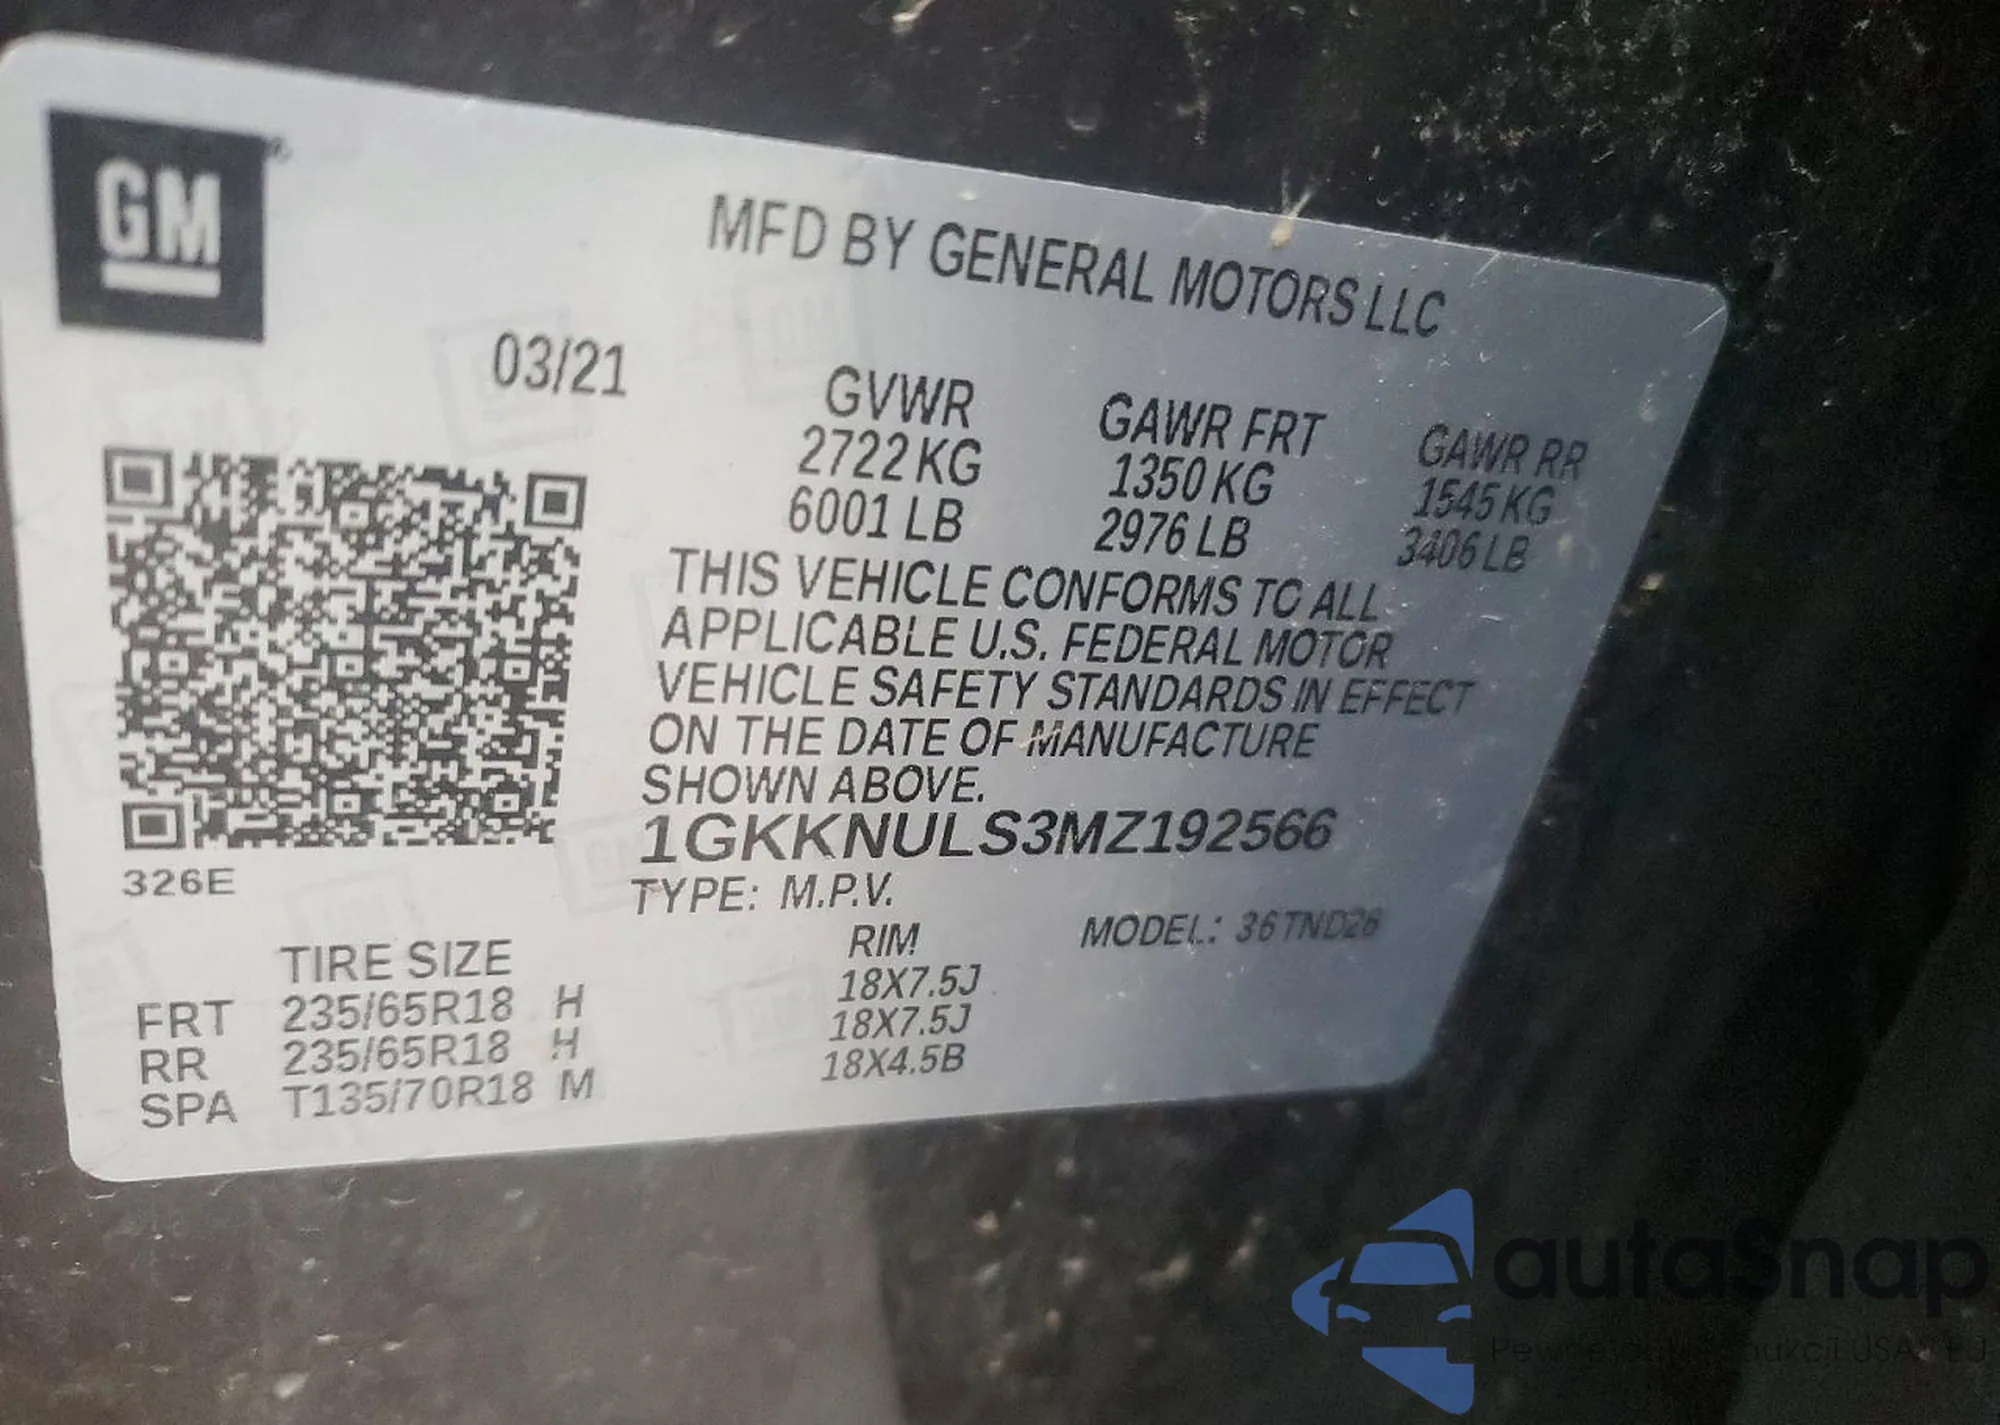 GM
MFD BY GENERAL MOTORS LLC
03/21
GVWR GAWR FRT GAWR RR
2722 KG 1350 KG 1545 KG
6001 LB 2976 LB 3406 LB
THIS VEHICLE CONFORMS TO ALL
APPLICABLE U.S. FEDERAL MOTOR
VEHICLE SAFETY STANDARDS IN EFFECT
ON THE DATE OF MANUFACTURE
SHOWN ABOVE.
1GKKNULS3MZ192566
326E
TYPE: M.P.V.
MODEL: 36TND26
TIRE SIZE RIM
FRT 235/65R18 H 18X7.5J
RR 235/65R18 H 18X7.5J
SPA T135/70R18 M 18X4.5B
autaSnap
USA